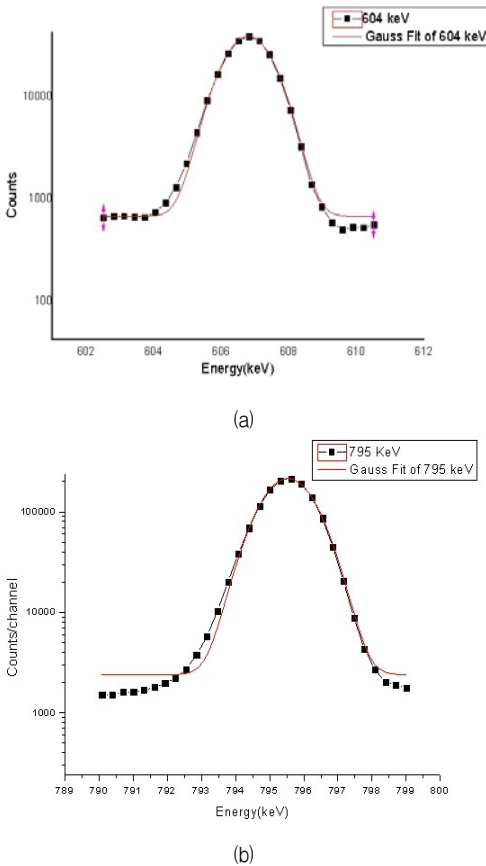 604 keV
Gauss Fit of 604 keV
10000
1000
100
Counts
602 604 606 608 610 612
Energy(keV)
(a)
795 KeV
Gauss Fit of 795 keV
100000
10000
1000
Counts/channel
789 790 791 792 793 794 795 796 797 798 799 800
Energy(keV)
(b)